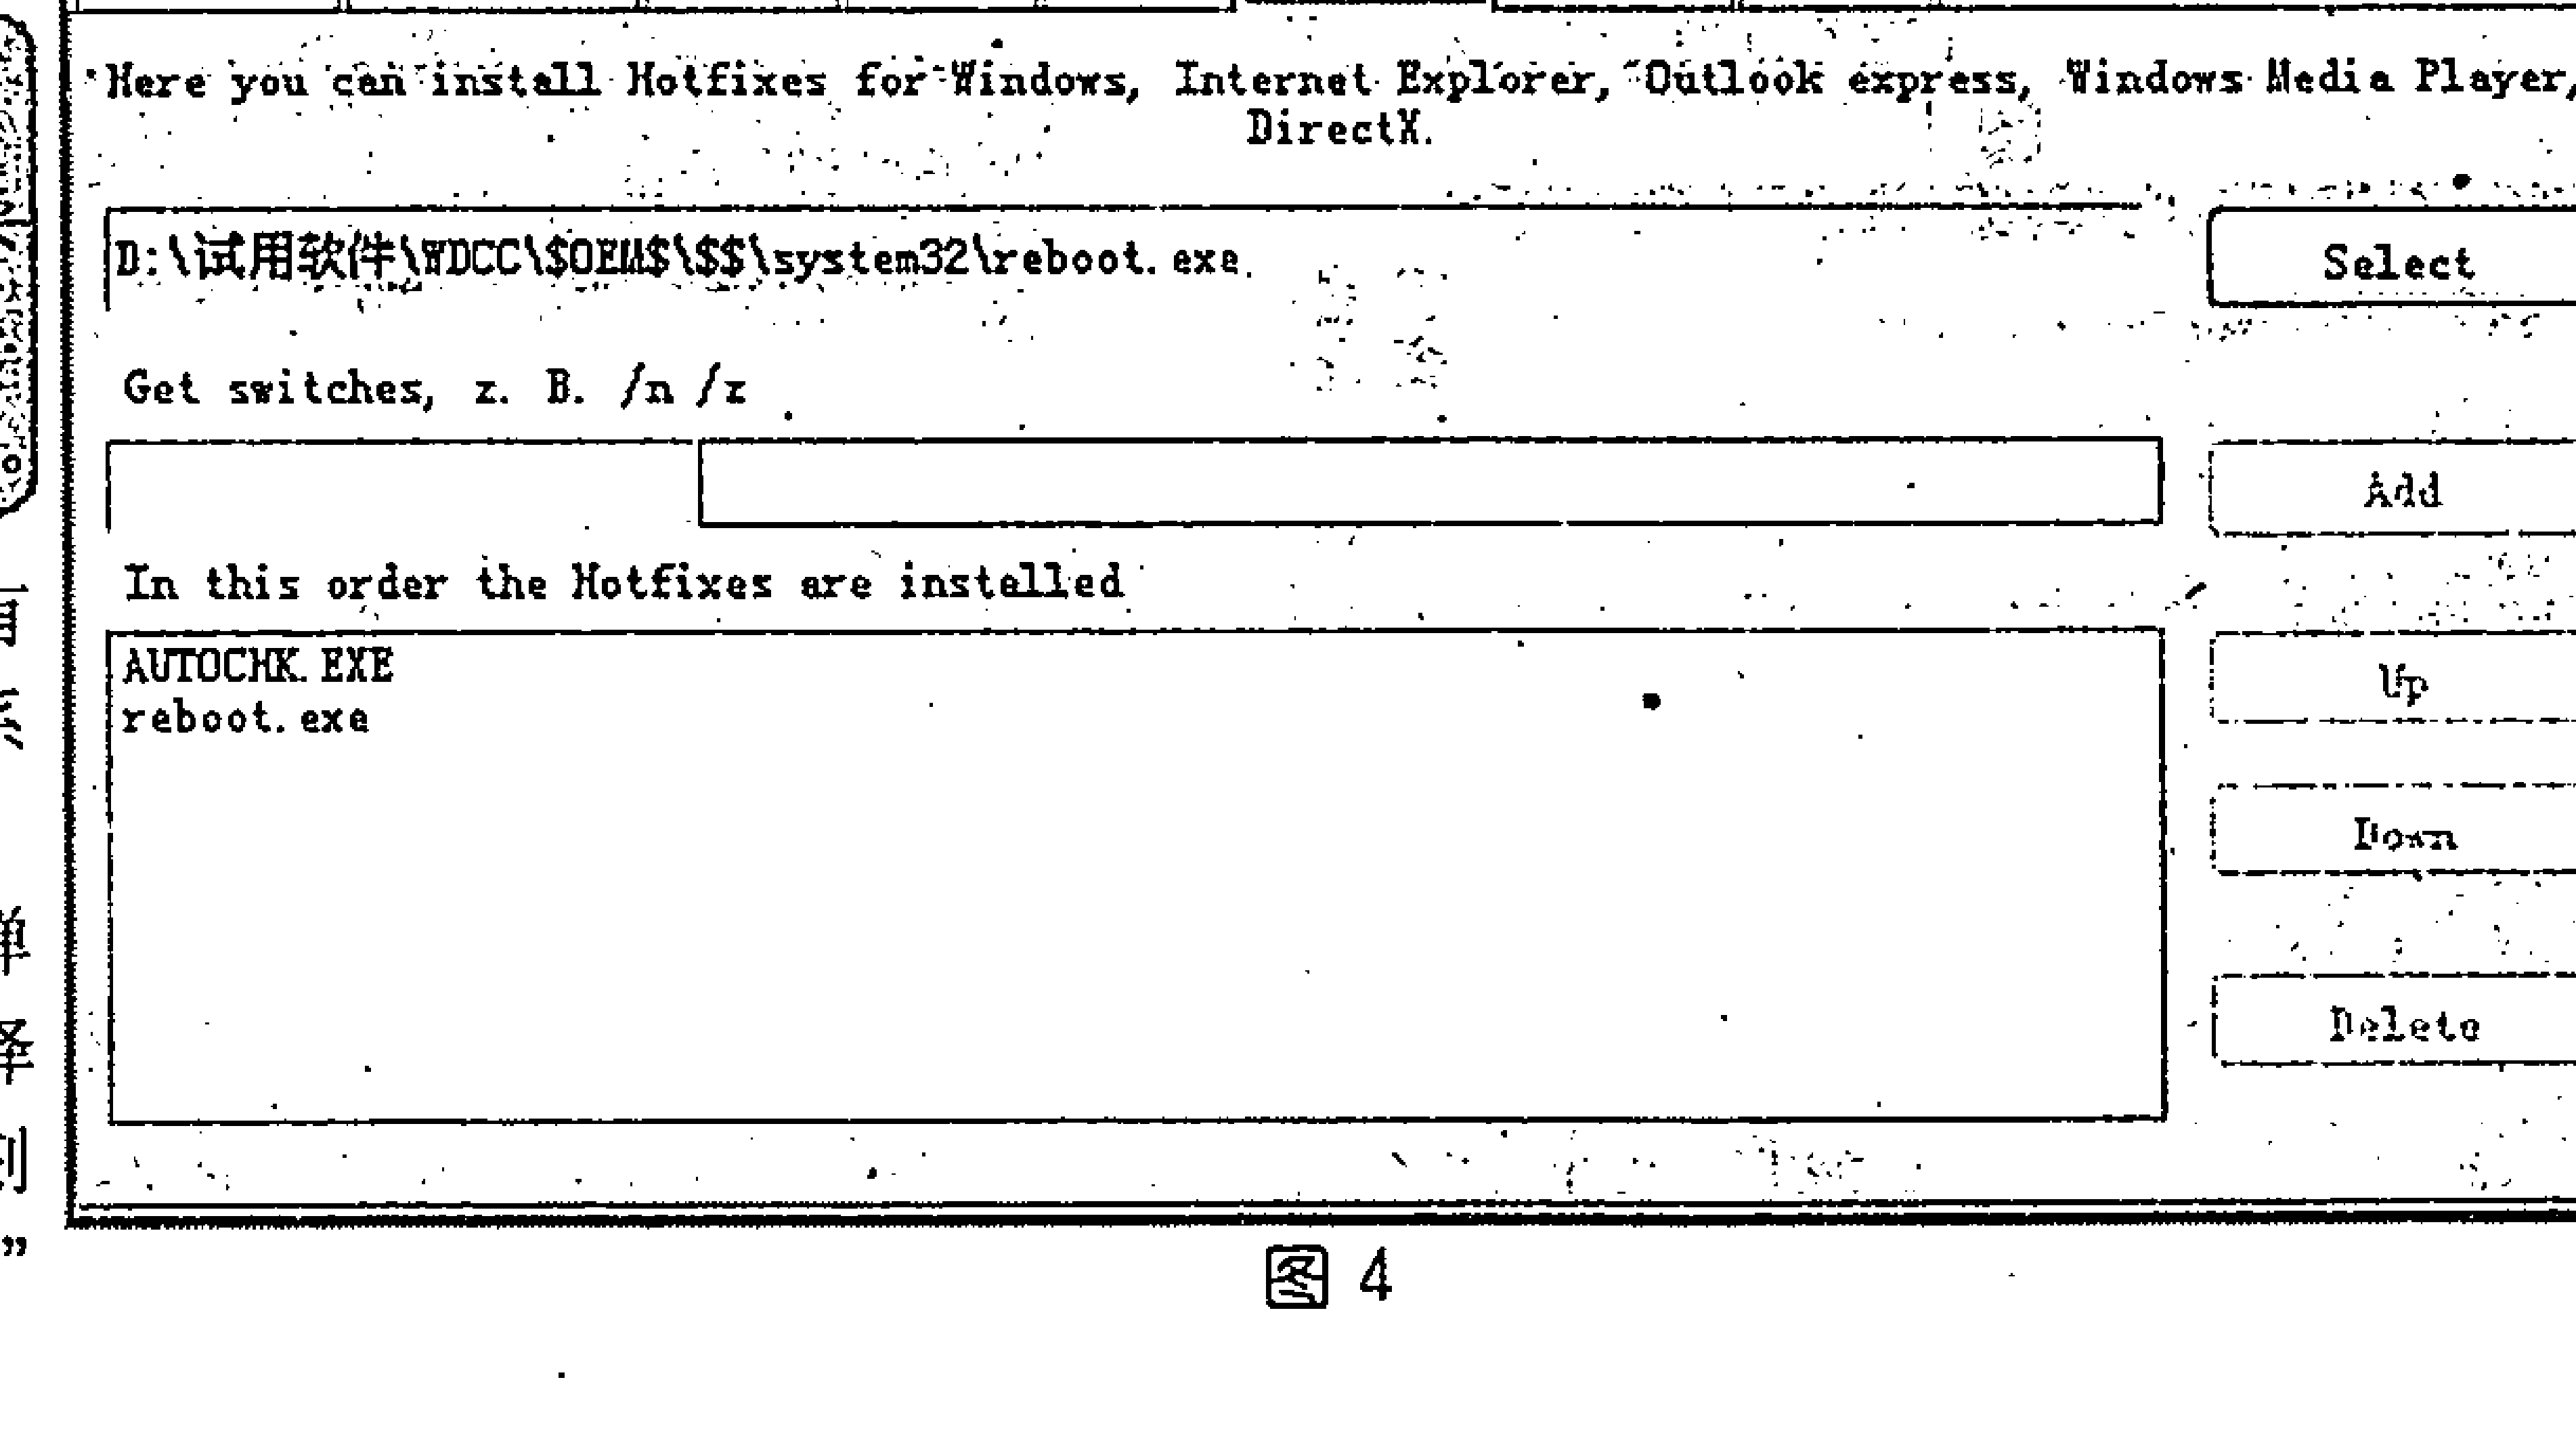 Here you can install Hotfixes for Windows, Internet Explorer, Outlook express, Windows Media Player,
DirectX.
D:\试用软件\WDCC\$OEM$\$$\system32\reboot.exe
Select
Get switches, z. B. /n /z
Add
In this order the Hotfixes are installed
AUTOCHK.EXE
reboot.exe
Up
Down
Delete
图 4